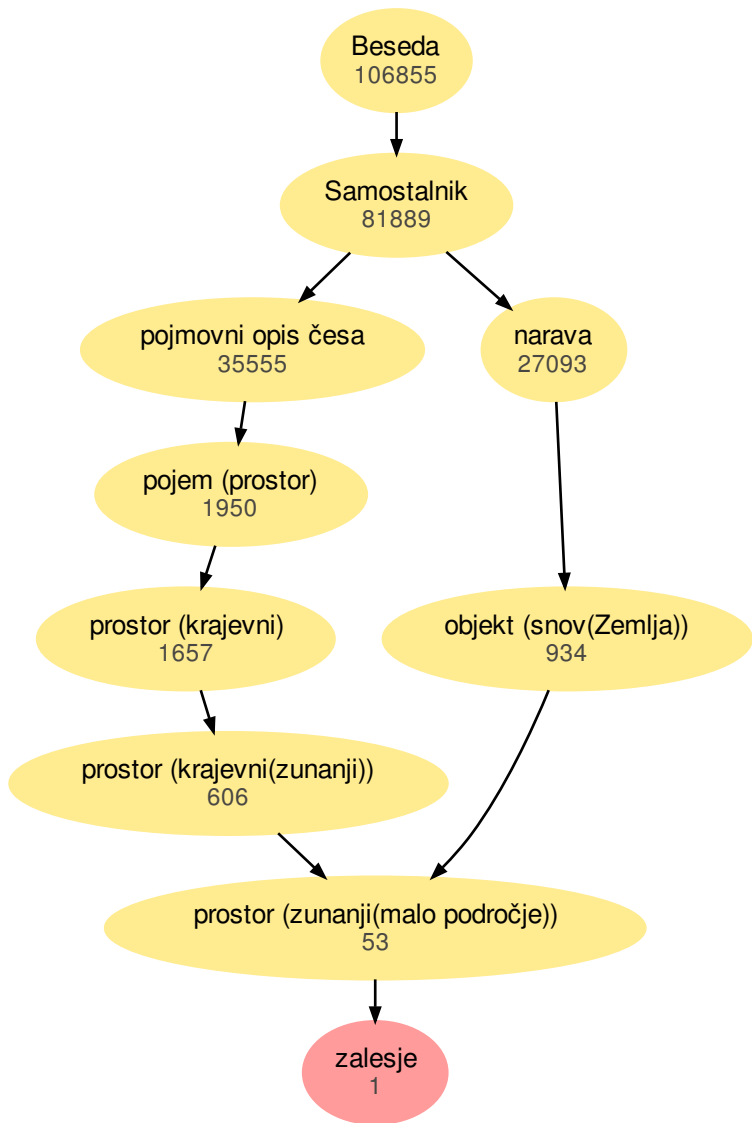 Beseda
106855
Samostalnik
81889
pojmovni opis česa
35555
narava
27093
pojem (prostor)
1950
prostor (krajevni)
1657
objekt (snov(Zemlja))
934
prostor (krajevni(zunanji))
606
prostor (zunanji(malo področje))
53
zalesje
1